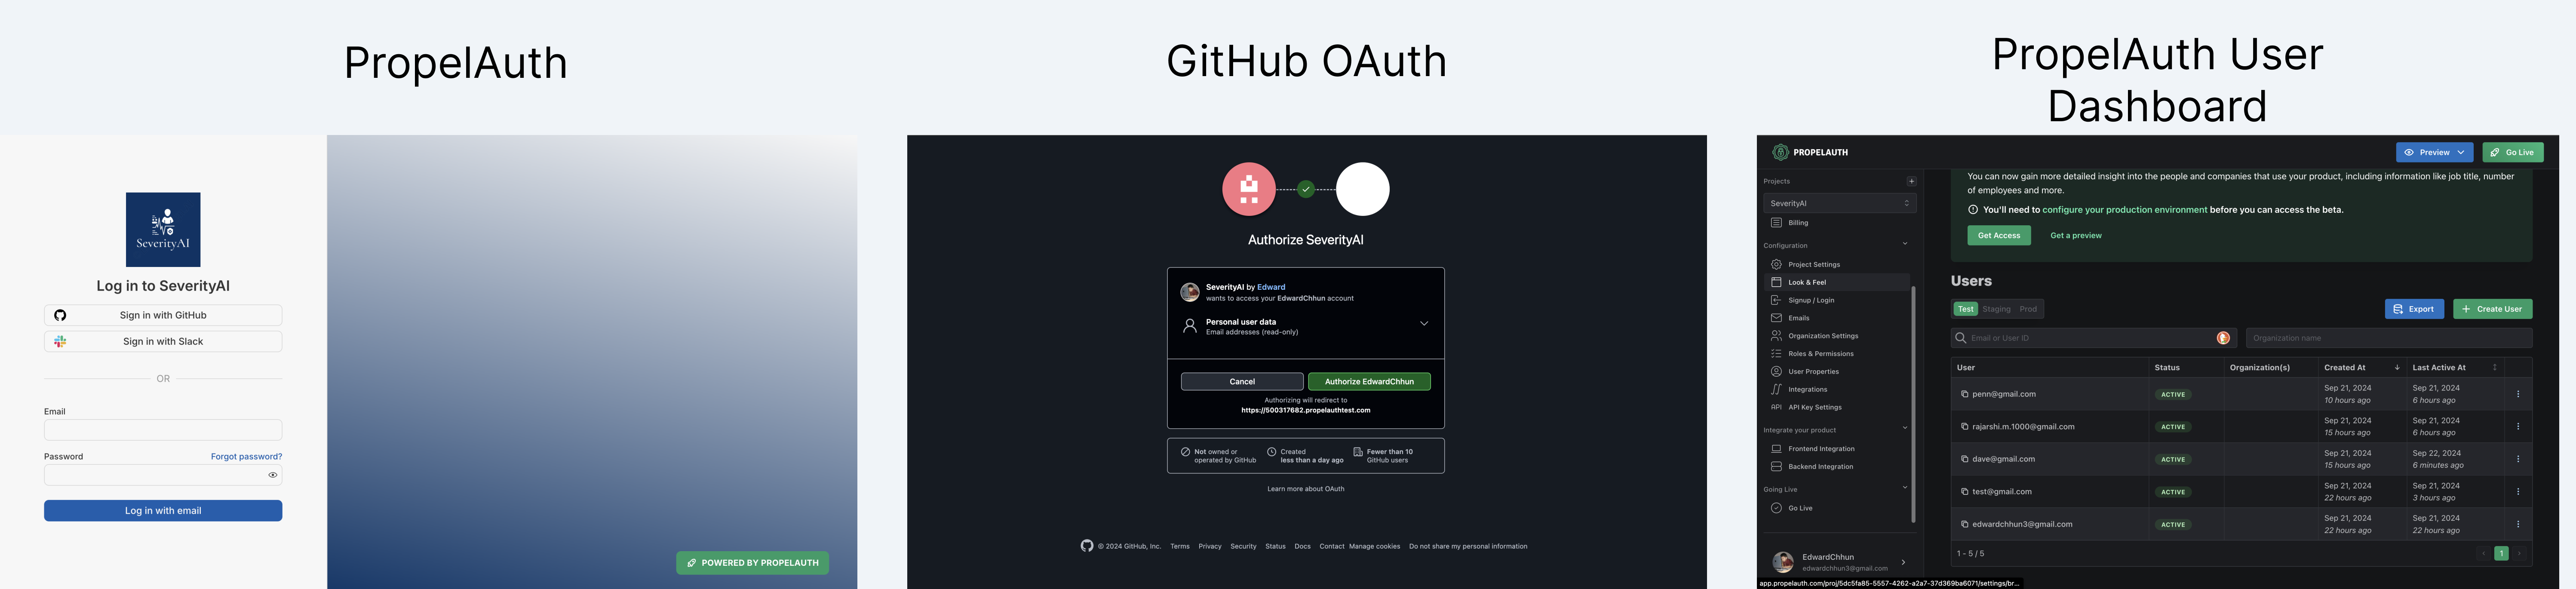 PropelAuth
SeverityAI
Log in to SeverityAI
Sign in with GitHub
Sign in with Slack
OR
Email
Password
Forgot password?
Log in with email
POWERED BY PROPELAUTH
GitHub OAuth
Authorize SeverityAI
SeverityAI by Edward
wants to access your EdwardChhun account
Personal user data
Email addresses (read-only)
Cancel
Authorize EdwardChhun
Authorizing will redirect to
https://500317682.propelauthtest.com
Not owned or
operated by GitHub
Created
less than a day ago
Fewer than 10
GitHub users
Learn more about OAuth
© 2024 GitHub, Inc. Terms Privacy Security Status Docs Contact Manage cookies Do not share my personal information
PropelAuth User
Dashboard
PROPELAUTH
Preview
Go Live
Projects
SeverityAI
Billing
Configuration
Project Settings
Look & Feel
Signup / Login
Emails
Organization Settings
Roles & Permissions
User Properties
Integrations
API API Key Settings
Integrate your product
Frontend Integration
Backend Integration
Going Live
Go Live
EdwardChhun
edwardchhun3@gmail.com
app.propelauth.com/proj/5dc5fa85-5557-4262-a2a7-37d369ba6071/settings/br...
You can now gain more detailed insight into the people and companies that use your product, including information like job title, number
of employees and more.
You'll need to configure your production environment before you can access the beta.
Get Access
Get a preview
Users
Test Staging Prod
Export
Create User
Email or User ID
Organization name
User Status Organization(s) Created At Last Active At
penn@gmail.com ACTIVE Sep 21, 2024 Sep 21, 2024
10 hours ago 6 hours ago
rajarshi.m.1000@gmail.com ACTIVE Sep 21, 2024 Sep 21, 2024
15 hours ago 6 hours ago
dave@gmail.com ACTIVE Sep 21, 2024 Sep 22, 2024
15 hours ago 6 minutes ago
test@gmail.com ACTIVE Sep 21, 2024 Sep 21, 2024
22 hours ago 3 hours ago
edwardchhun3@gmail.com ACTIVE Sep 21, 2024 Sep 21, 2024
22 hours ago 22 hours ago
1 - 5 / 5
1